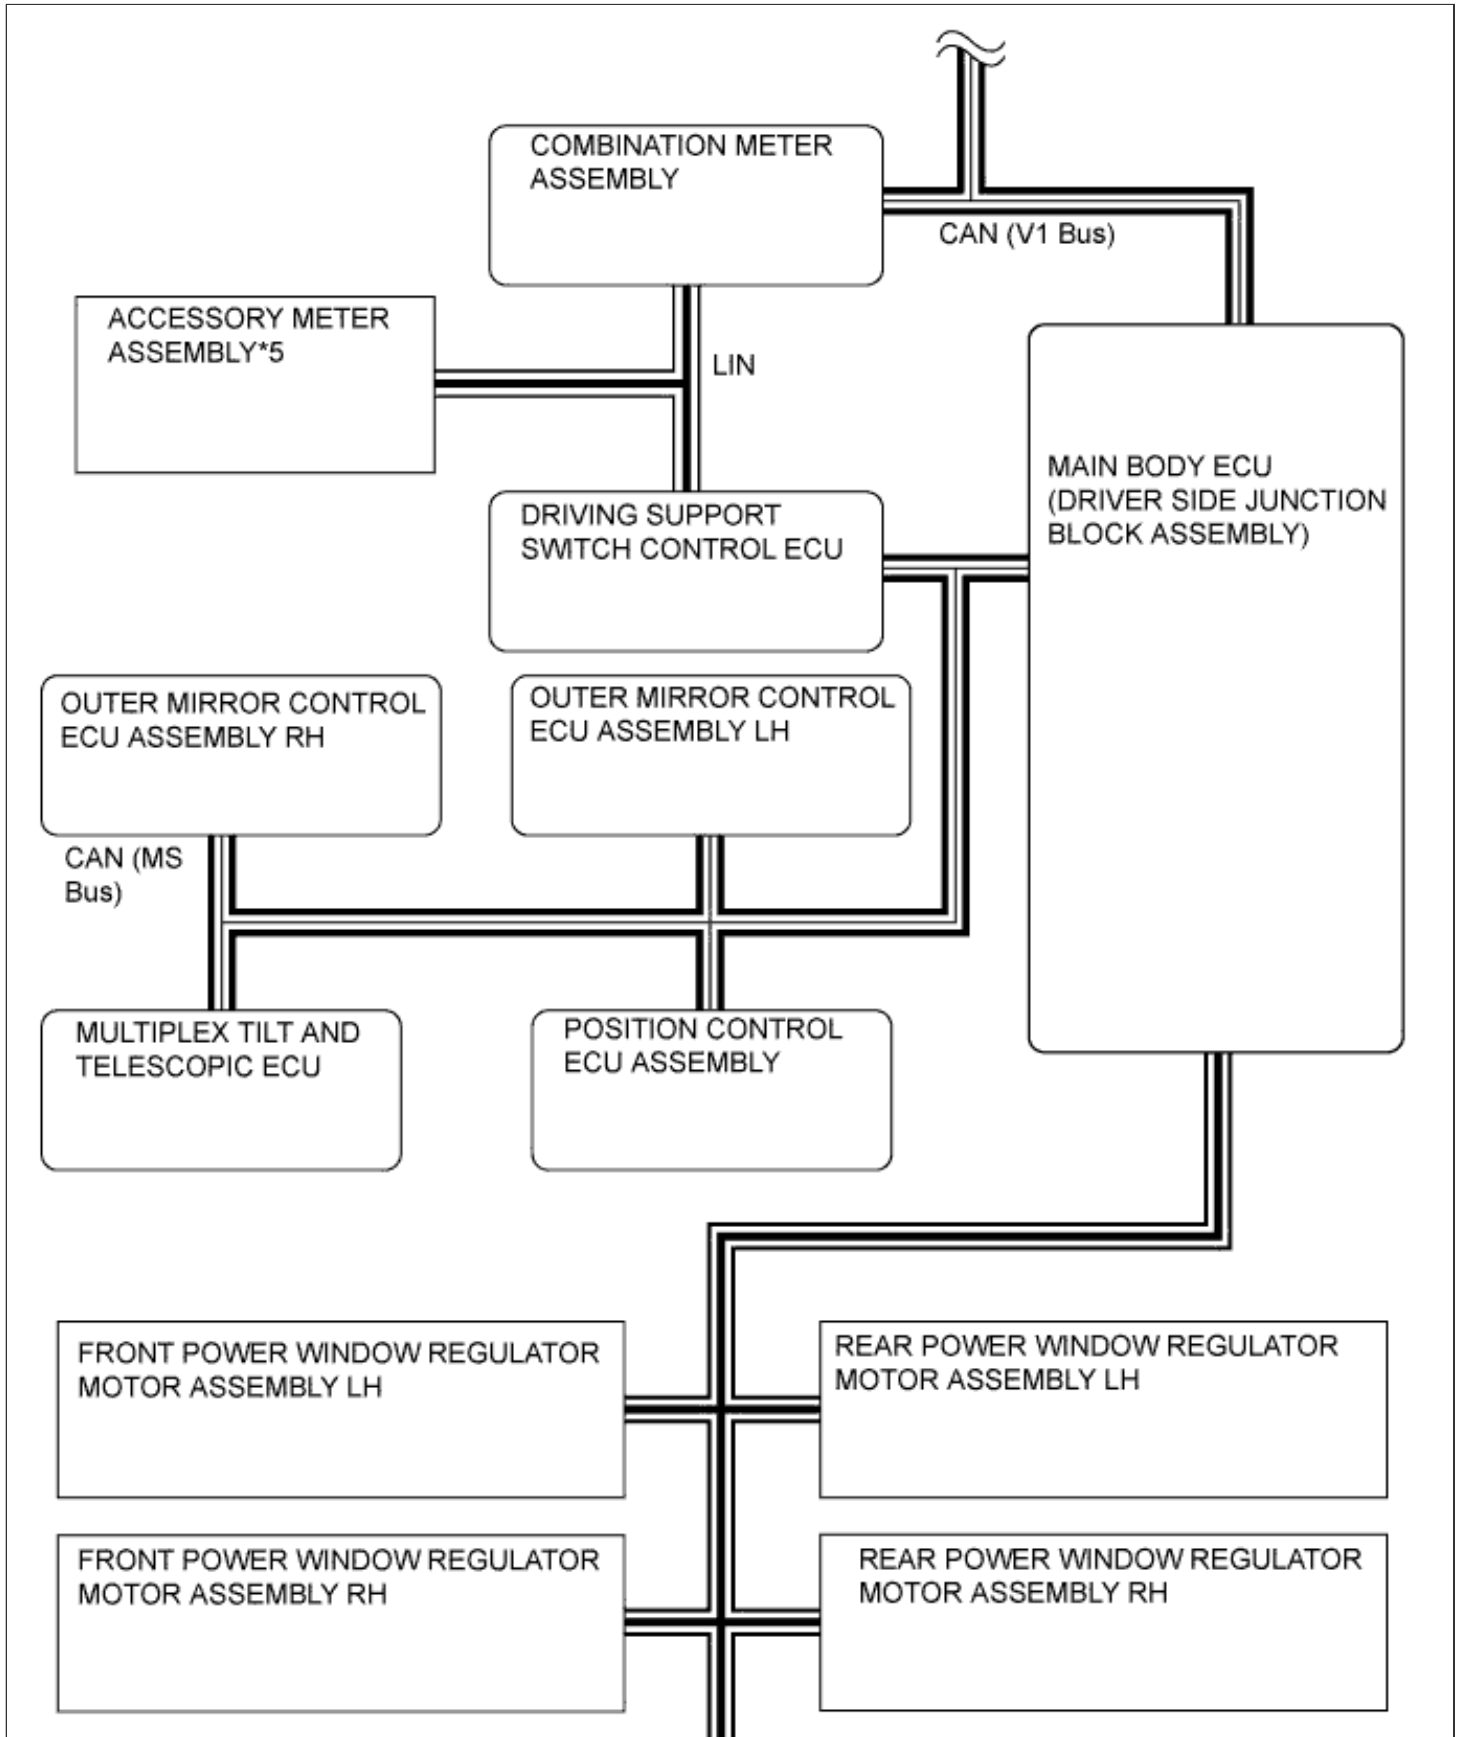 COMBINATION METER
ASSEMBLY
CAN (V1 Bus)
ACCESSORY METER
ASSEMBLY*5
LIN
MAIN BODY ECU
(DRIVER SIDE JUNCTION
BLOCK ASSEMBLY)
DRIVING SUPPORT
SWITCH CONTROL ECU
OUTER MIRROR CONTROL
ECU ASSEMBLY RH
OUTER MIRROR CONTROL
ECU ASSEMBLY LH
CAN (MS
Bus)
MULTIPLEX TILT AND
TELESCOPIC ECU
POSITION CONTROL
ECU ASSEMBLY
FRONT POWER WINDOW REGULATOR
MOTOR ASSEMBLY LH
REAR POWER WINDOW REGULATOR
MOTOR ASSEMBLY LH
FRONT POWER WINDOW REGULATOR
MOTOR ASSEMBLY RH
REAR POWER WINDOW REGULATOR
MOTOR ASSEMBLY RH